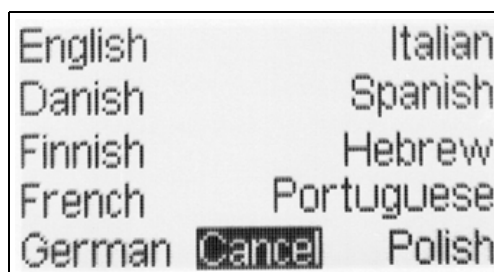 English Italian
Danish Spanish
Finnish Hebrew
French Portuguese
German Cancel Polish